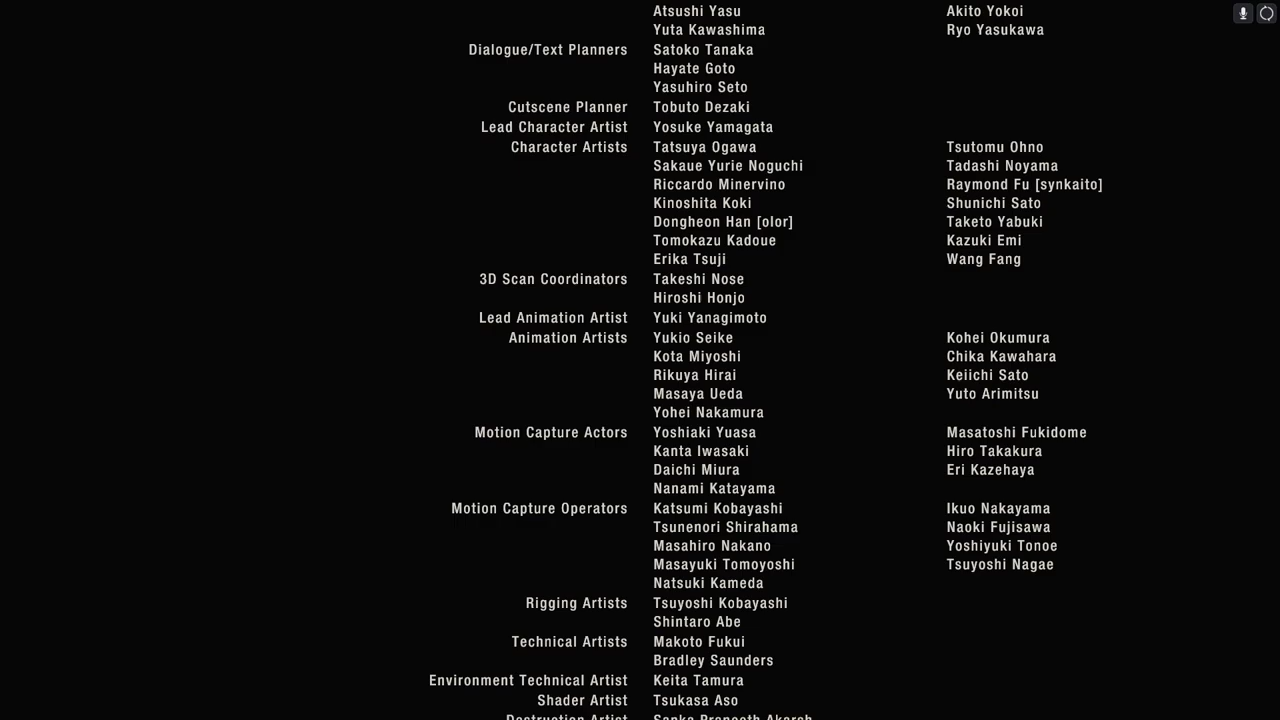 Atsushi Yasu Akito Yokoi
Yuta Kawashima Ryo Yasukawa
Dialogue/Text Planners Satoko Tanaka
Hayate Goto
Yasuhiro Seto
Cutscene Planner Tobuto Dezaki
Lead Character Artist Yosuke Yamagata
Character Artists Tatsuya Ogawa Tsutomu Ohno
Sakaue Yurie Noguchi Tadashi Noyama
Riccardo Minervino Raymond Fu [synkaito]
Kinoshita Koki Shunichi Sato
Dongheon Han [olor] Taketo Yabuki
Tomokazu Kadoue Kazuki Emi
Erika Tsuji Wang Fang
3D Scan Coordinators Takeshi Nose
Hiroshi Honjo
Lead Animation Artist Yuki Yanagimoto
Animation Artists Yukio Seike Kohei Okumura
Kota Miyoshi Chika Kawahara
Rikuya Hirai Keiichi Sato
Masaya Ueda Yuto Arimitsu
Yohei Nakamura
Motion Capture Actors Yoshiaki Yuasa Masatoshi Fukidome
Kanta Iwasaki Hiro Takakura
Daichi Miura Eri Kazehaya
Nanami Katayama
Motion Capture Operators Katsumi Kobayashi Ikuo Nakayama
Tsunenori Shirahama Naoki Fujisawa
Masahiro Nakano Yoshiyuki Tonoe
Masayuki Tomoyoshi Tsuyoshi Nagae
Natsuki Kameda
Rigging Artists Tsuyoshi Kobayashi
Shintaro Abe
Technical Artists Makoto Fukui
Bradley Saunders
Environment Technical Artist Keita Tamura
Shader Artist Tsukasa Aso
Destruction Artist Sanka Praneeth Akarsh